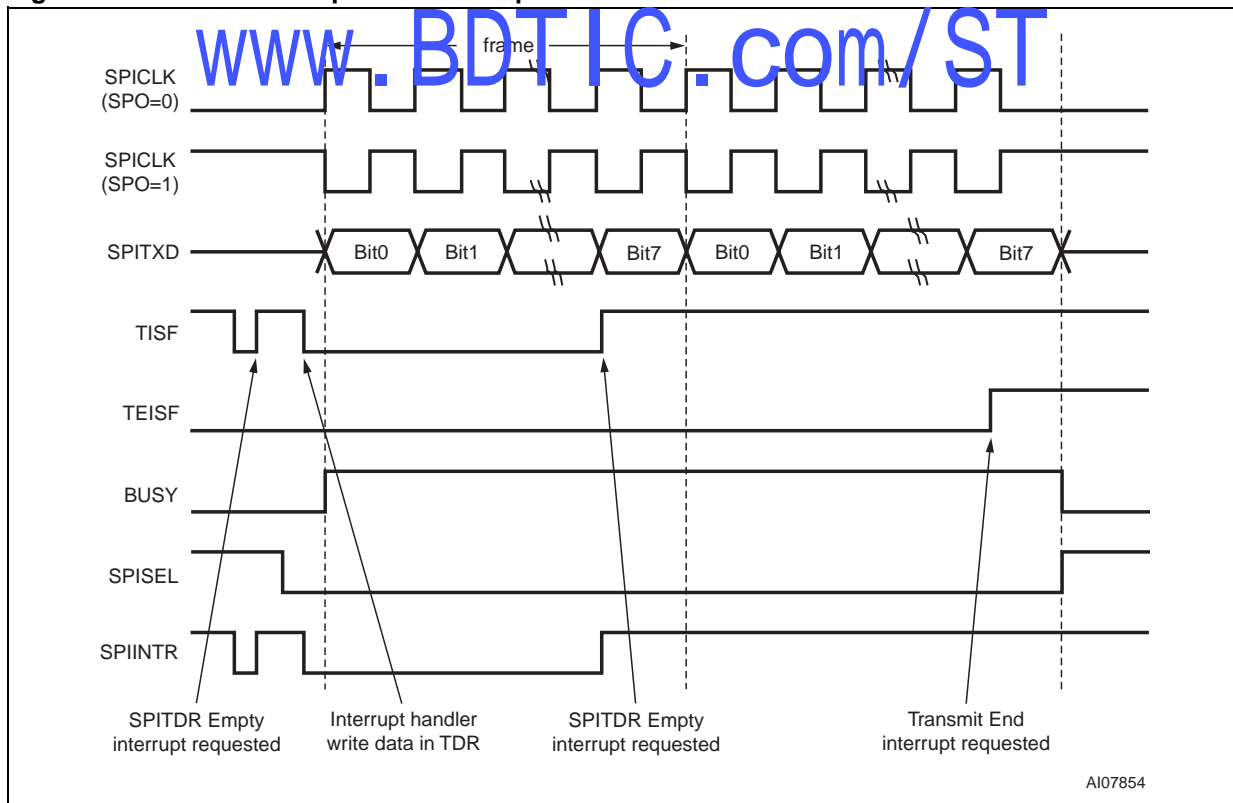 www.BDTIC.com/ST
frame
SPICLK
(SPO=0)
SPICLK
(SPO=1)
SPITXD
Bit0
Bit1
Bit7
Bit0
Bit1
Bit7
TISF
TEISF
BUSY
SPISEL
SPIINTR
SPITDR Empty
interrupt requested
Interrupt handler
write data in TDR
SPITDR Empty
interrupt requested
Transmit End
interrupt requested
AI07854